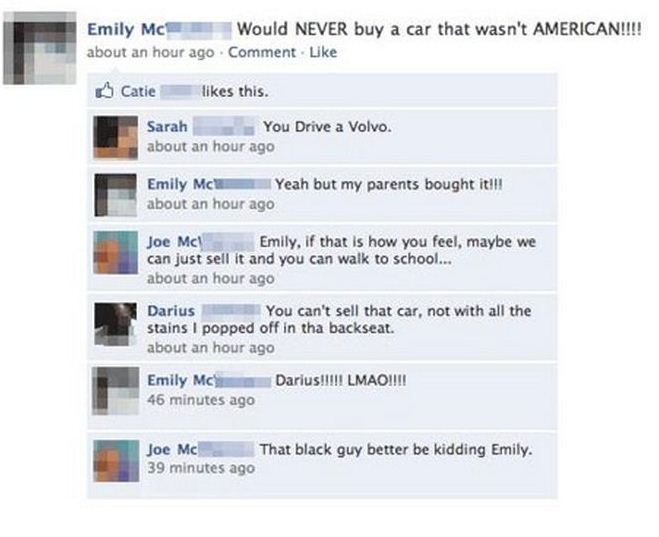 Emily Mc Would NEVER buy a car that wasn't AMERICAN!!!!
about an hour ago · Comment · Like
Catie likes this.
Sarah You Drive a Volvo.
about an hour ago
Emily Mc Yeah but my parents bought it!!!
about an hour ago
Joe Mc Emily, if that is how you feel, maybe we
can just sell it and you can walk to school...
about an hour ago
Darius You can't sell that car, not with all the
stains I popped off in tha backseat.
about an hour ago
Emily Mc Darius!!!!! LMAO!!!!
46 minutes ago
Joe Mc That black guy better be kidding Emily.
39 minutes ago